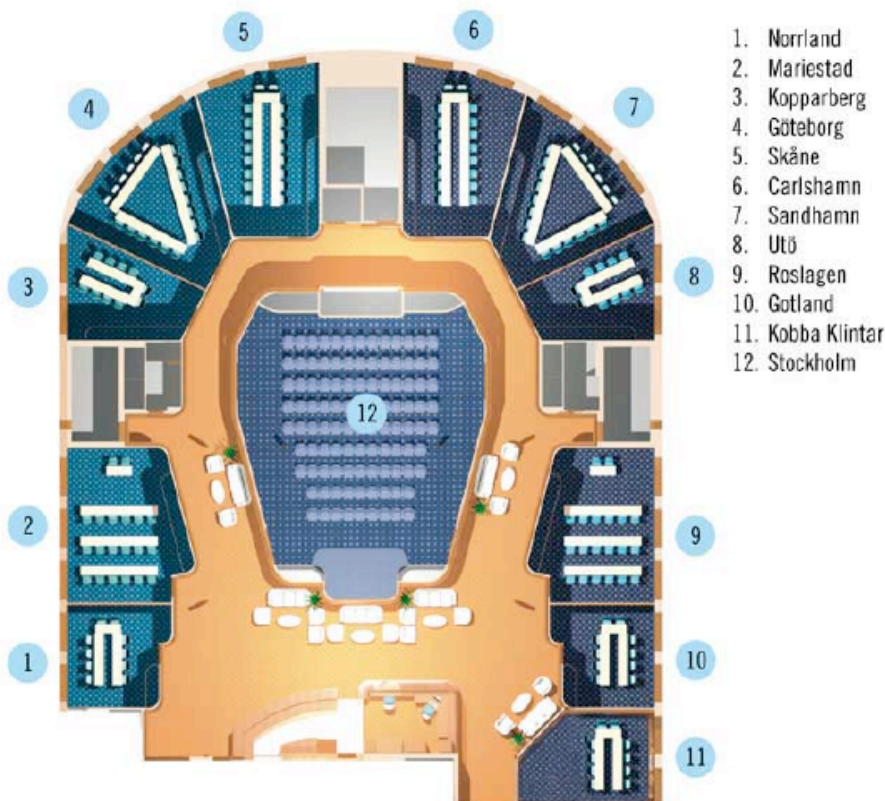 5
6
4
7
3
8
12
2
9
1
10
11
1. Norrland
2. Mariestad
3. Kopparberg
4. Göteborg
5. Skåne
6. Carlshamn
7. Sandhamn
8. Utö
9. Roslagen
10. Gotland
11. Kobba Klintar
12. Stockholm